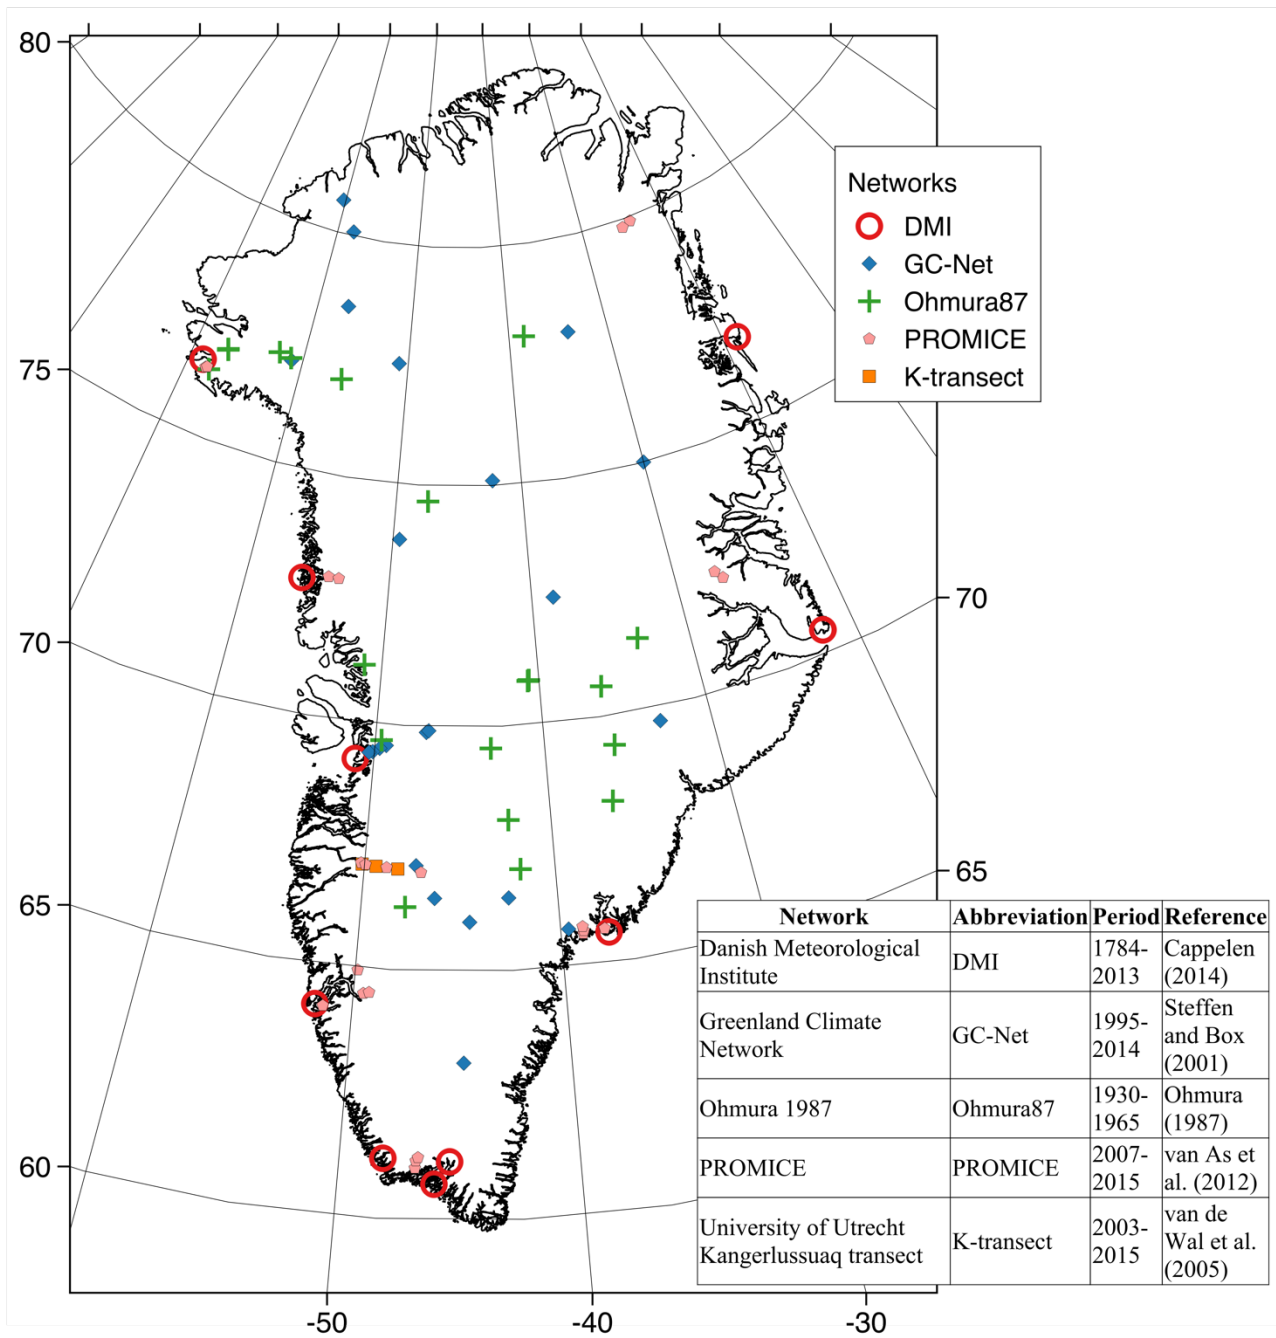 80
75
70
65
60
70
65
-50
-40
-30
Networks
DMI
GC-Net
Ohmura87
PROMICE
K-transect
Network Abbreviation Period Reference
Danish Meteorological Institute DMI 1784-2013 Cappelen (2014)
Greenland Climate Network GC-Net 1995-2014 Steffen and Box (2001)
Ohmura 1987 Ohmura87 1930-1965 Ohmura (1987)
PROMICE PROMICE 2007-2015 van As et al. (2012)
University of Utrecht Kangerlussuaq transect K-transect 2003-2015 van de Wal et al. (2005)